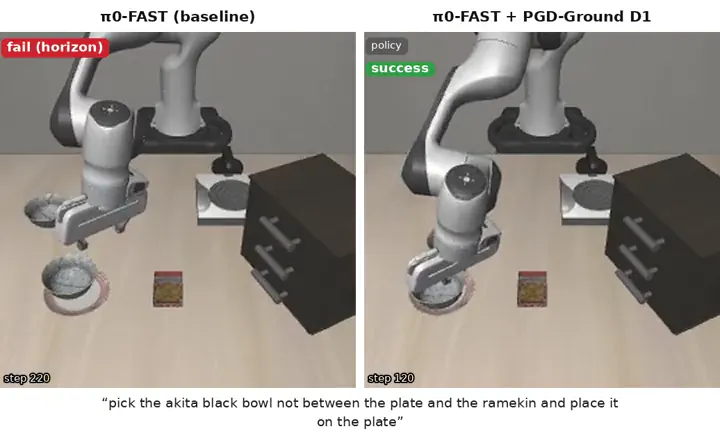 π0-FAST (baseline)
π0-FAST + PGD-Ground D1
fail (horizon)
policy
success
step 220
step 120
“pick the akita black bowl not between the plate and the ramekin and place it
on the plate”